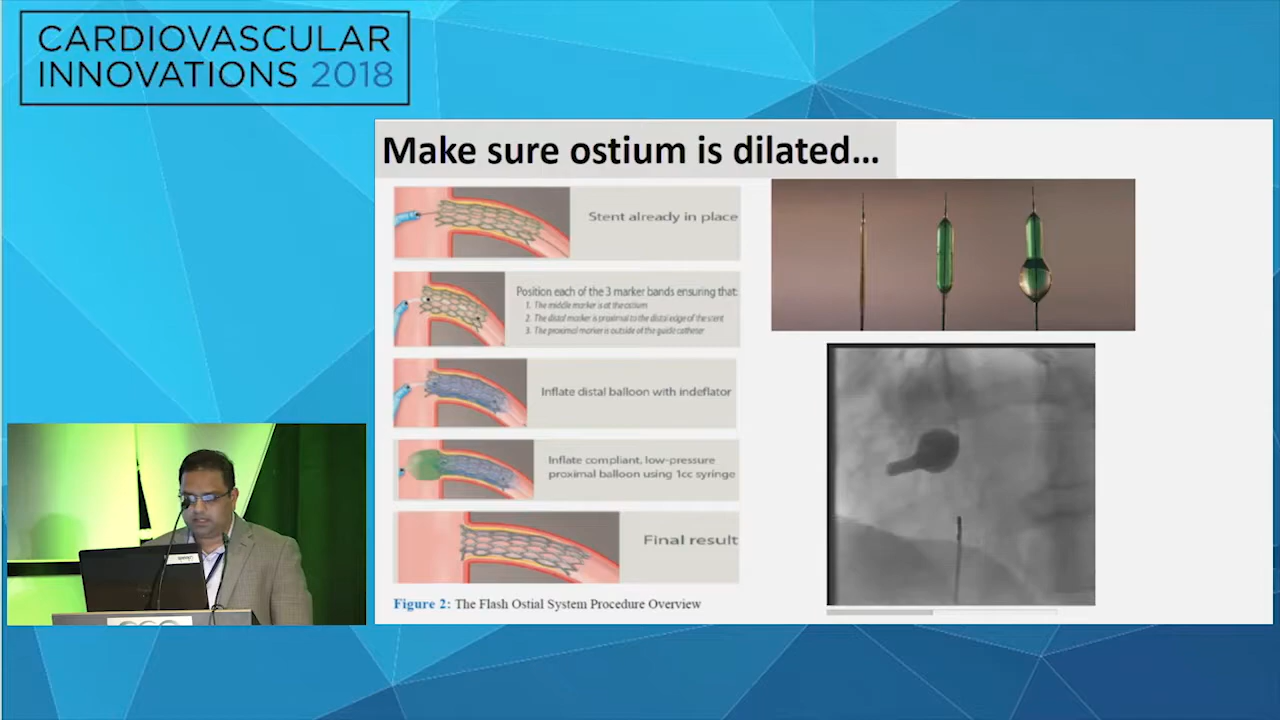 CARDIOVASCULAR
INNOVATIONS 2018
Make sure ostium is dilated...
Stent already in place
Position each of the 3 marker bands ensuring that:
1. The middle marker is at the ostium
2. The distal marker is proximal to the distal edge of the stent
3. The proximal marker is outside of the guide catheter
Inflate distal balloon with indeflator
Inflate compliant, low-pressure
proximal balloon using 1cc syringe
Final result
Figure 2: The Flash Ostial System Procedure Overview